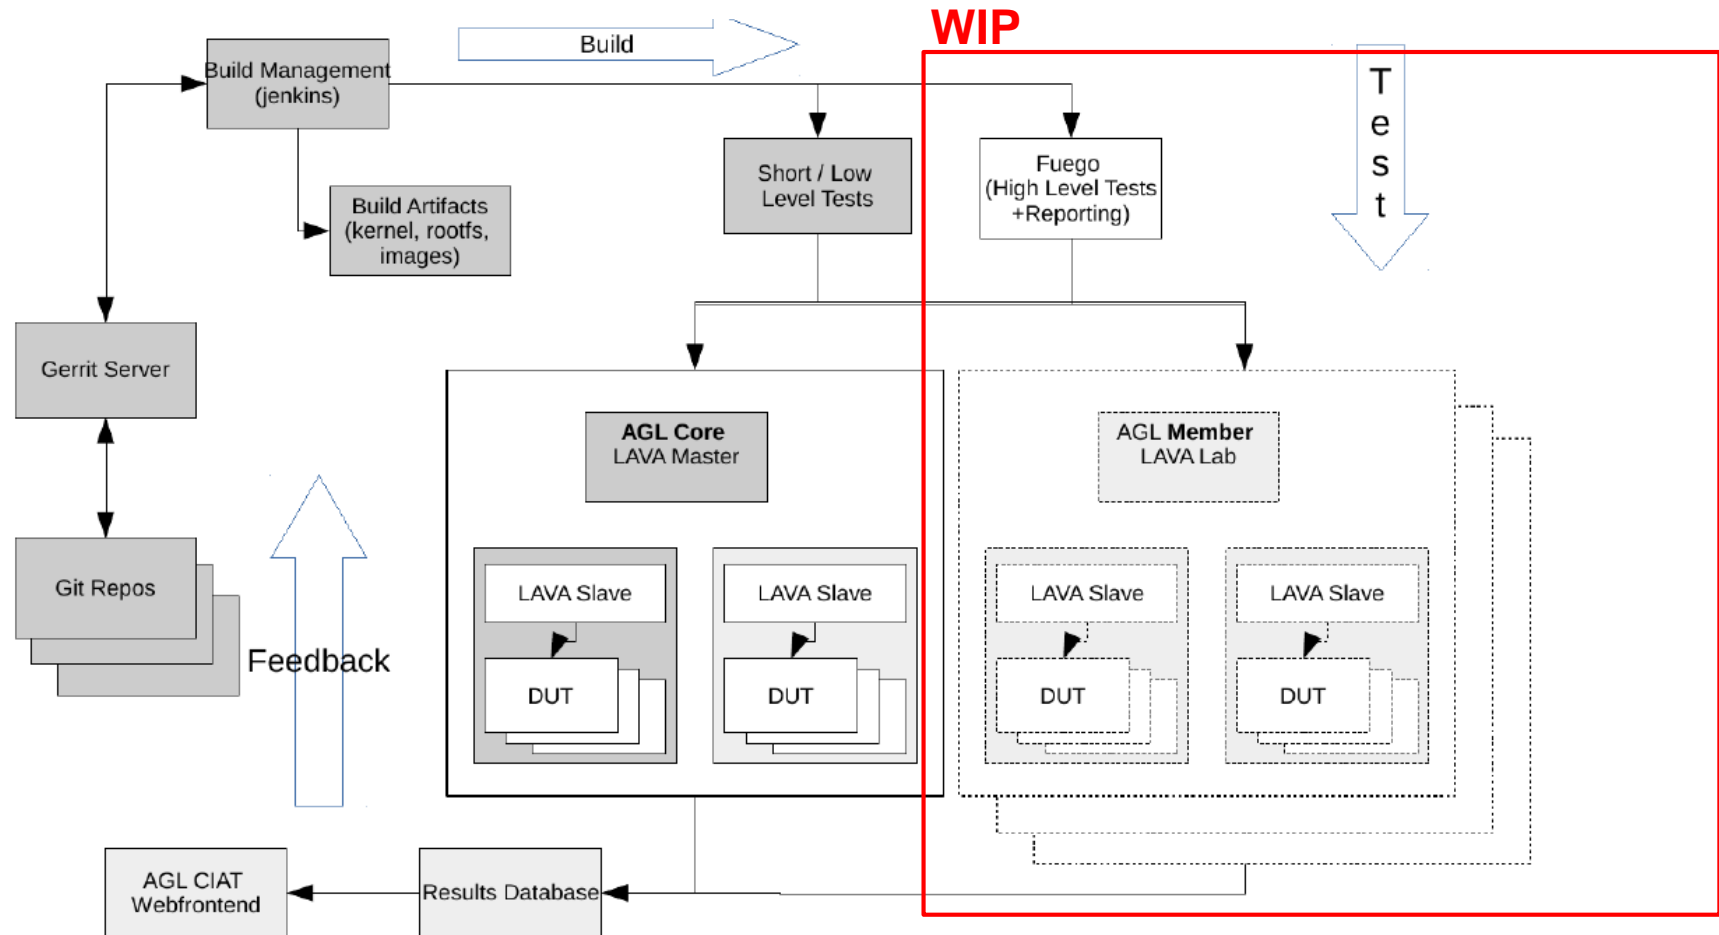 WIP
Build
Build Management
(jenkins)
T
e
s
t
Short / Low
Level Tests
Fuego
(High Level Tests
+Reporting)
Build Artifacts
(kernel, rootfs,
images)
Gerrit Server
AGL Core
LAVA Master
AGL Member
LAVA Lab
Git Repos
LAVA Slave
LAVA Slave
LAVA Slave
LAVA Slave
Feedback
DUT
DUT
DUT
DUT
AGL CIAT
Webfrontend
Results Database